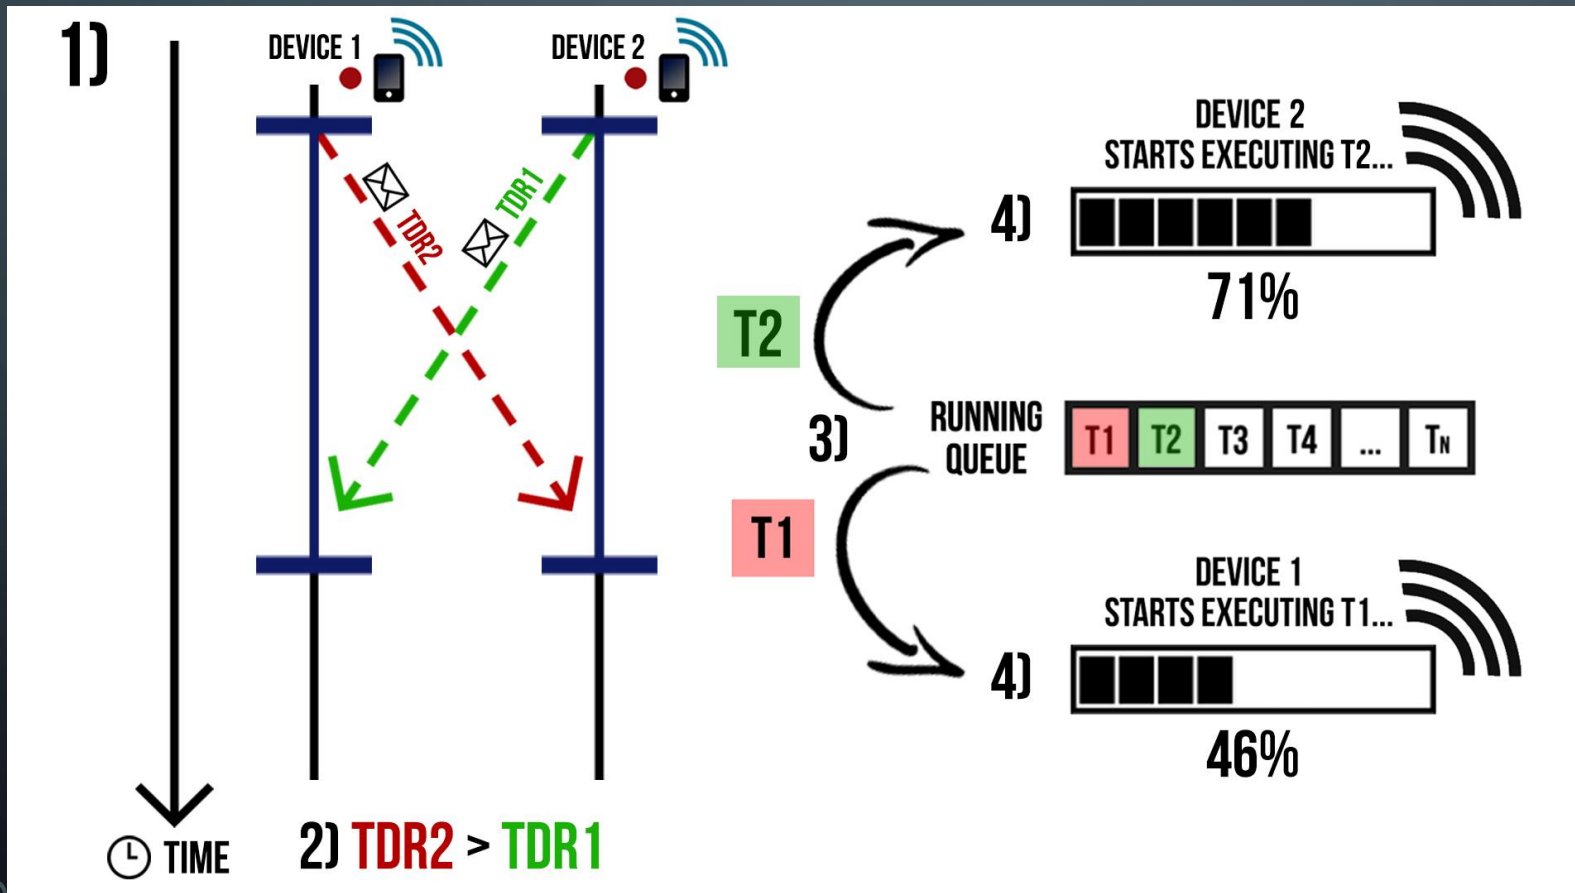 1)
DEVICE 1
DEVICE 2
TDR2
TDR1
TIME
2) TDR2 > TDR1
3)
T2
T1
RUNNING
QUEUE
T1 T2 T3 T4 ... TN
4)
DEVICE 2
STARTS EXECUTING T2...
71%
4)
DEVICE 1
STARTS EXECUTING T1...
46%